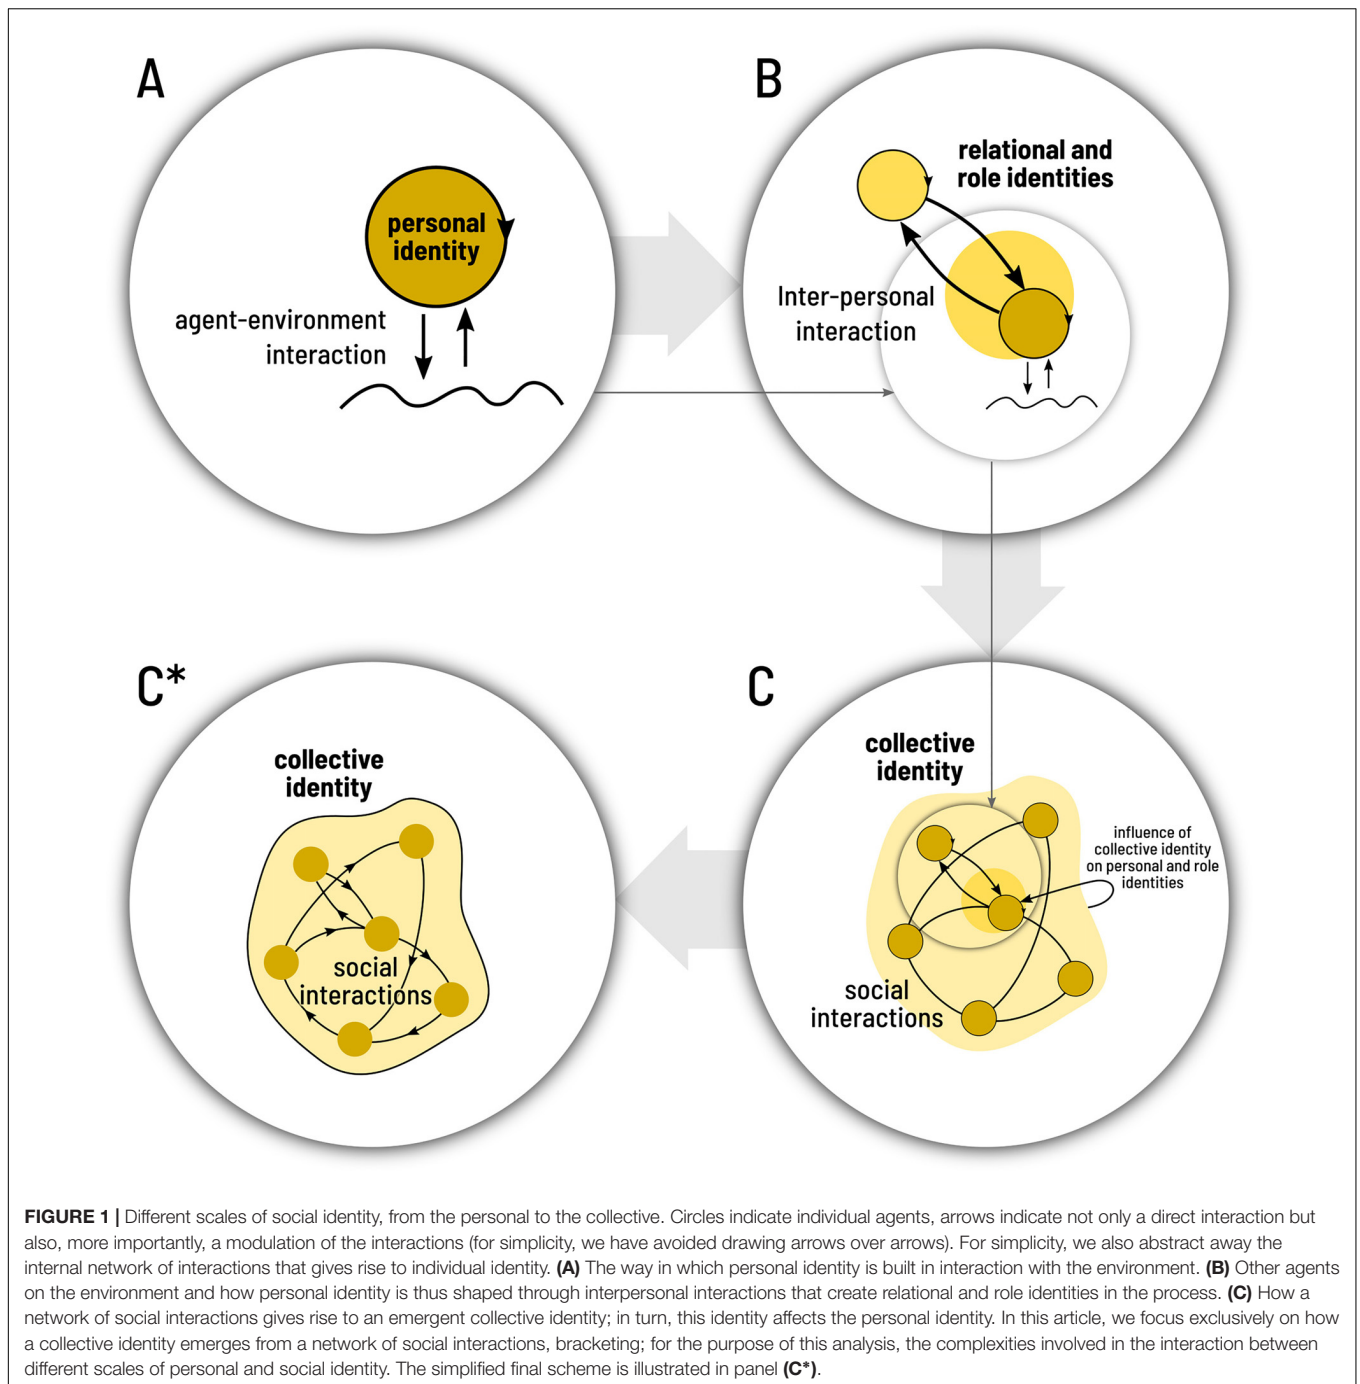 A
personal
identity
agent-environment
interaction
B
relational and
role identities
Inter-personal
interaction
C*
collective
identity
social
interactions
C
collective
identity
influence of
collective identity
on personal and role
identities
social
interactions
FIGURE 1 | Different scales of social identity, from the personal to the collective. Circles indicate individual agents, arrows indicate not only a direct interaction but
also, more importantly, a modulation of the interactions (for simplicity, we have avoided drawing arrows over arrows). For simplicity, we also abstract away the
internal network of interactions that gives rise to individual identity. (A) The way in which personal identity is built in interaction with the environment. (B) Other agents
on the environment and how personal identity is thus shaped through interpersonal interactions that create relational and role identities in the process. (C) How a
network of social interactions gives rise to an emergent collective identity; in turn, this identity affects the personal identity. In this article, we focus exclusively on how
a collective identity emerges from a network of social interactions, bracketing; for the purpose of this analysis, the complexities involved in the interaction between
different scales of personal and social identity. The simplified final scheme is illustrated in panel (C*).